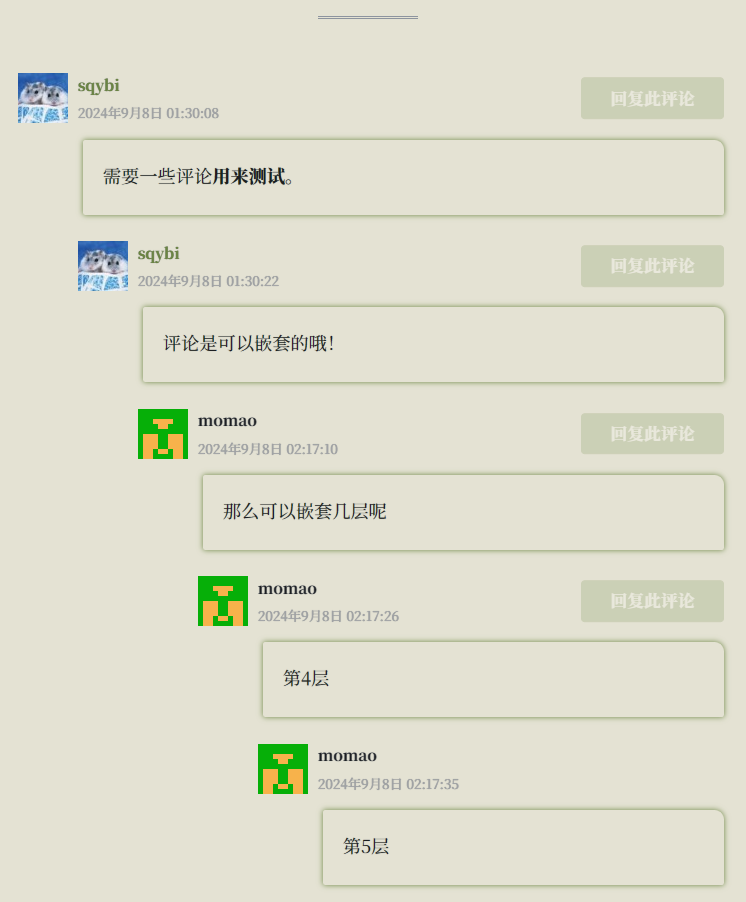 sqybi
回复此评论
2024年9月8日 01:30:08
需要一些评论用来测试。
sqybi
回复此评论
2024年9月8日 01:30:22
评论是可以嵌套的哦！
momao
回复此评论
2024年9月8日 02:17:10
那么可以嵌套几层呢
momao
回复此评论
2024年9月8日 02:17:26
第4层
momao
2024年9月8日 02:17:35
第5层